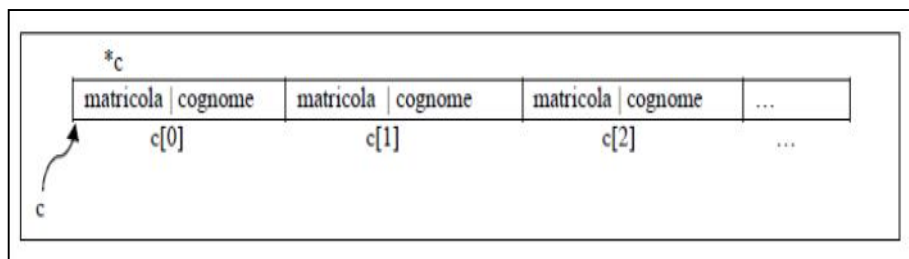 *c
matricola | cognome matricola | cognome matricola | cognome ...
c[0] c[1] c[2] ...
c